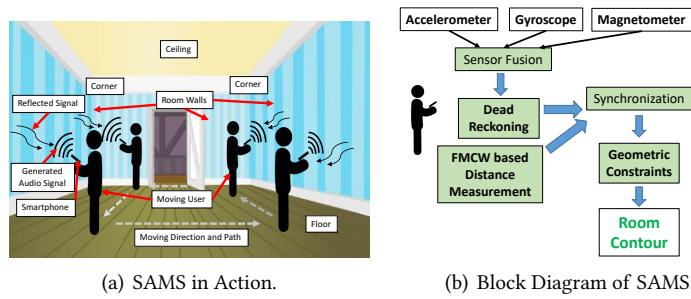 Ceiling
Corner
Corner
Reflected Signal
Room Walls
Generated
Audio Signal
Smartphone
Moving User
Floor
Moving Direction and Path
(a) SAMS in Action.
Accelerometer
Gyroscope
Magnetometer
Sensor Fusion
Dead
Reckoning
Synchronization
FMCW based
Distance
Measurement
Geometric
Constraints
Room
Contour
(b) Block Diagram of SAMS.